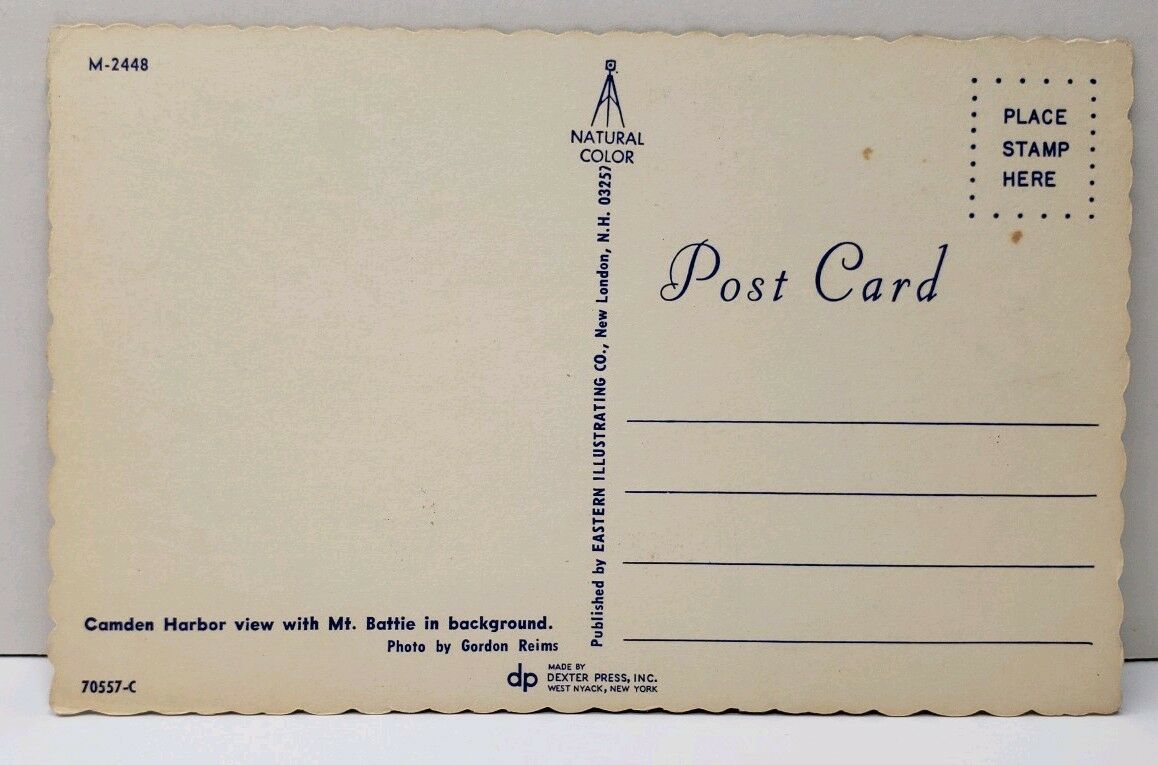 M-2448
NATURAL
COLOR
PLACE
STAMP
HERE
Post Card
Published by EASTERN ILLUSTRATING CO., New London, N.H. 03257
Camden Harbor view with Mt. Battie in background.
Photo by Gordon Reims
70557-C
dp
MADE BY
DEXTER PRESS, INC.
WEST NYACK, NEW YORK